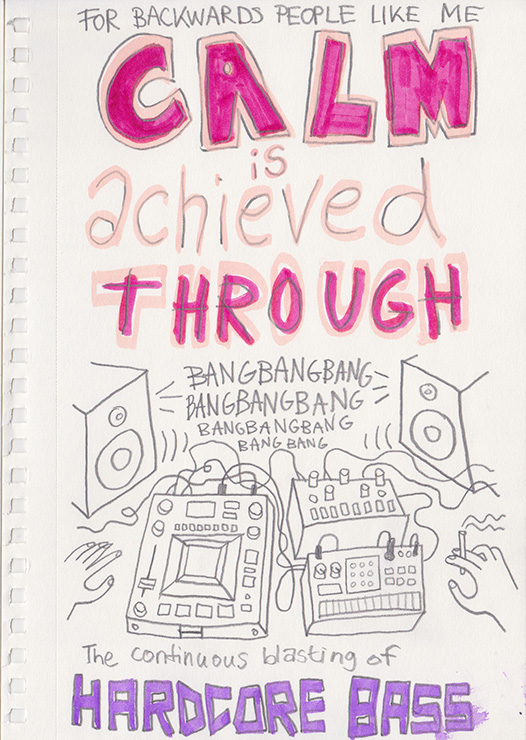 FOR BACKWARDS PEOPLE LIKE ME
CALM
is
achieved
THROUGH
BANGBANGBANG
BANGBANGBANG
BANGBANGBANG
BANG BANG
The continuous blasting of
HARDCORE BASS